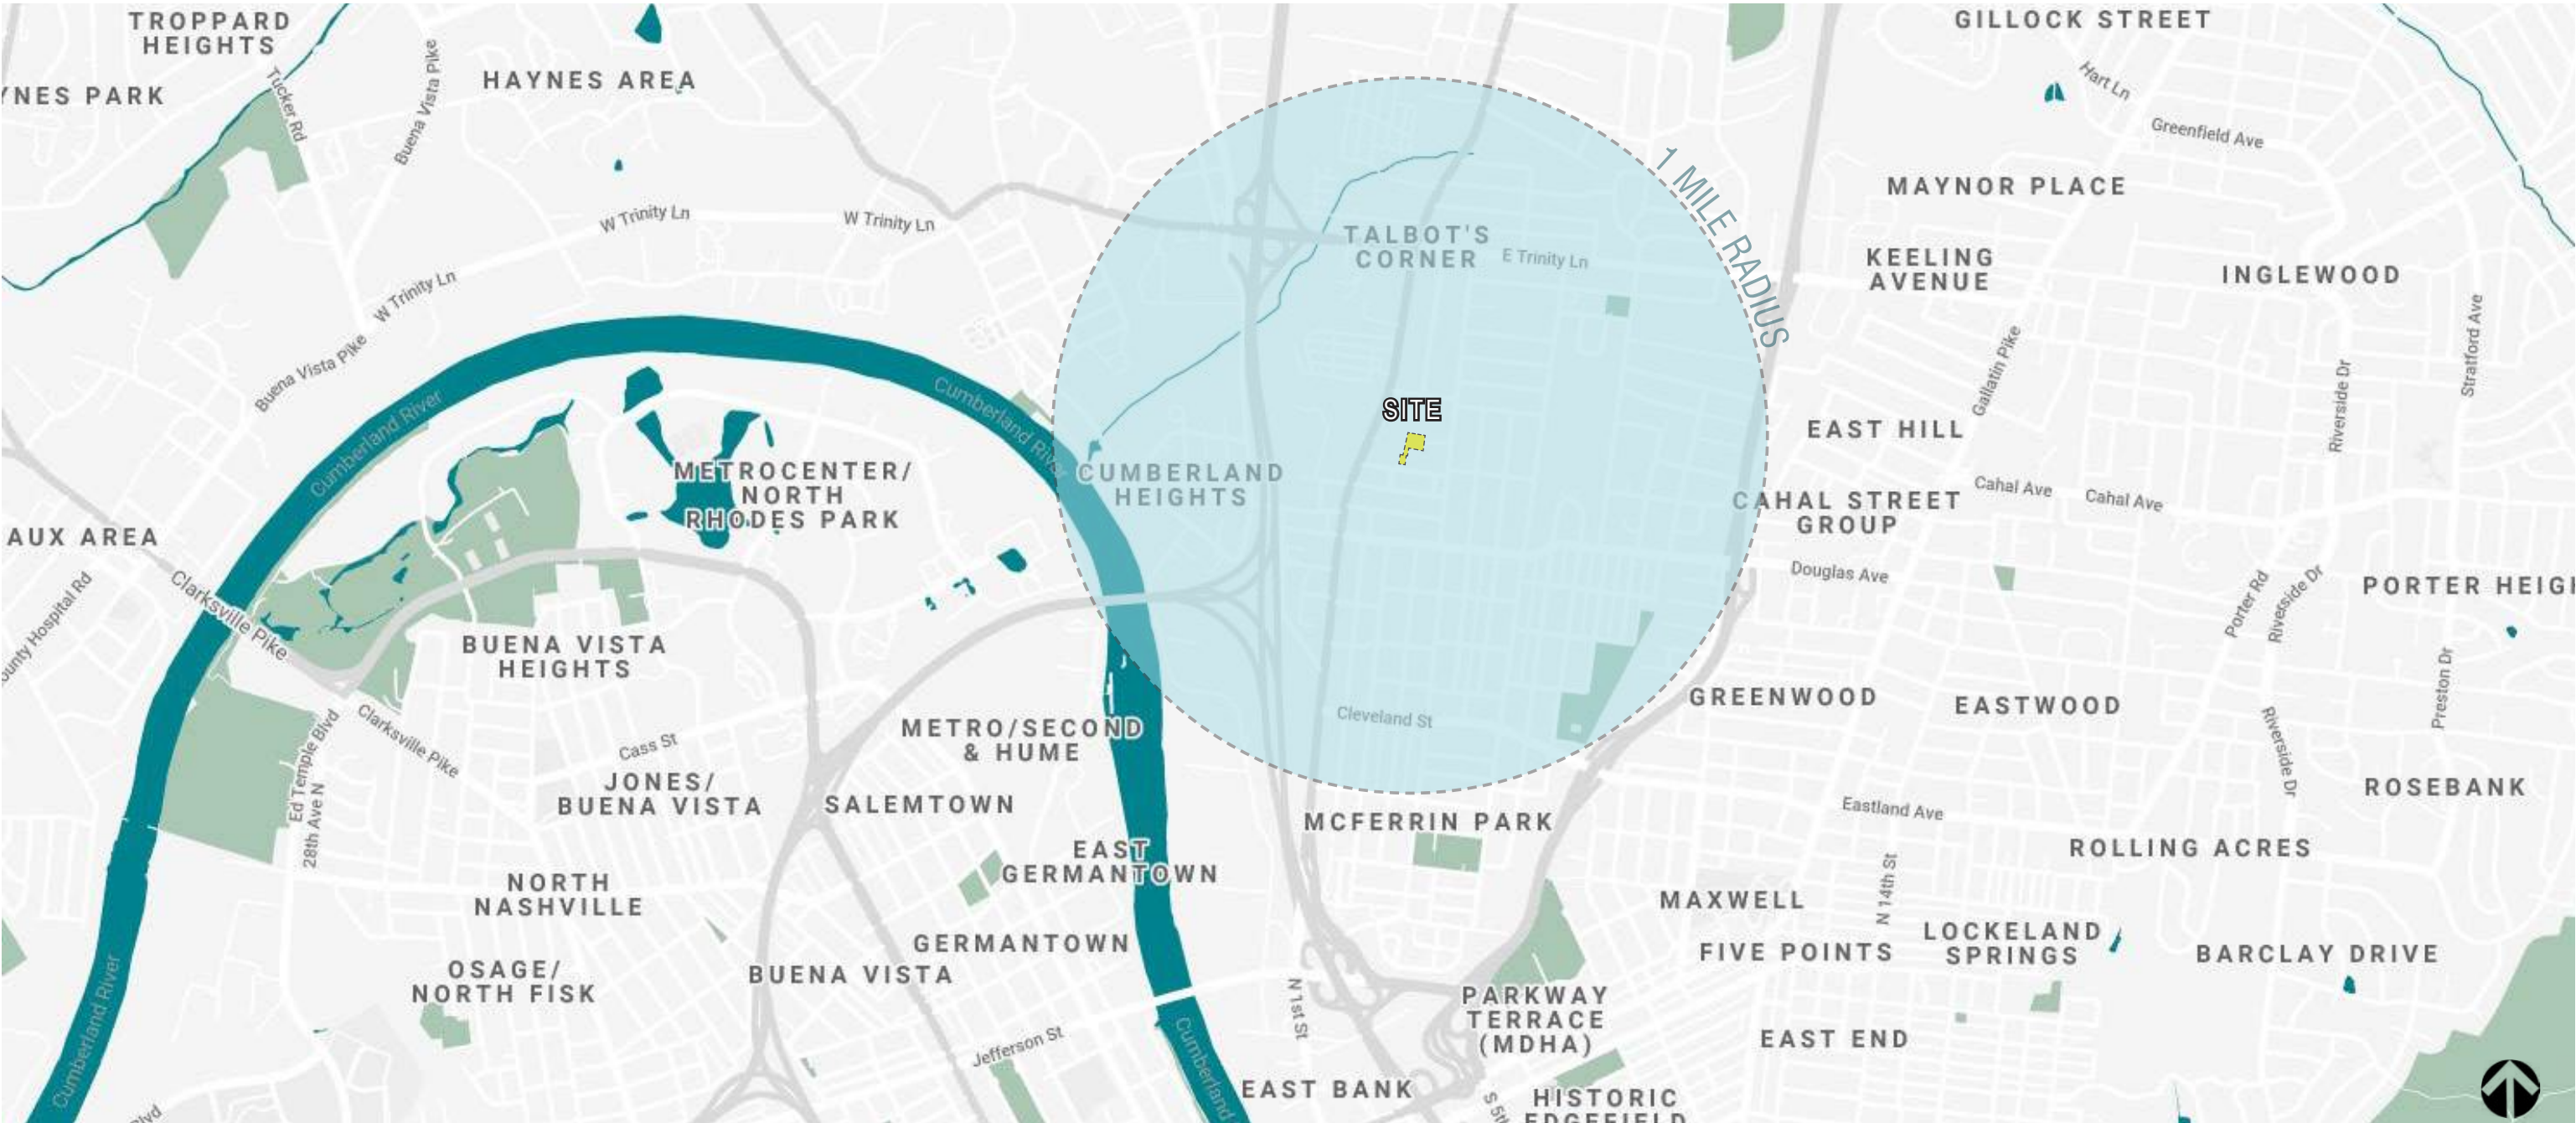 TROPPARD
HEIGHTS
GILLOCK STREET
HAYNES AREA
Buena Vista Pike
Tucker Rd
Hart Ln
YNES PARK
Greenfield Ave
1 MILE RADIUS
MAYNOR PLACE
W Trinity Ln
W Trinity Ln
TALBOT'S
CORNER
E Trinity Ln
KEELING
AVENUE
INGLEWOOD
W Trinity Ln
Buena Vista Pike
Gallatin Pike
Riverside Dr
Stratford Ave
Cumberland River
Cumberland River
SITE
EAST HILL
METROCENTER/
NORTH
RHODES PARK
CUMBERLAND
HEIGHTS
CAHAL STREET
GROUP
Cahal Ave
Cahal Ave
AUX AREA
Clarksville Pike
ounty Hospital Rd
Douglas Ave
Porter Rd
Riverside Dr
PORTER HEIGH
BUENA VISTA
HEIGHTS
Preston Dr
GREENWOOD
EASTWOOD
Clarksville Pike
Ed Temple Blvd
28th Ave N
Cass St
METRO/SECOND
& HUME
Cleveland St
Riverside Dr
JONES/
BUENA VISTA
SALEMTOWN
MCFERRIN PARK
Eastland Ave
ROSEBANK
EAST
GERMANTOWN
ROLLING ACRES
NORTH
NASHVILLE
MAXWELL
N 14th St
GERMANTOWN
FIVE POINTS
LOCKELAND
SPRINGS
BARCLAY DRIVE
OSAGE/
NORTH FISK
BUENA VISTA
Cumberland River
N 1st St
PARKWAY
TERRACE
(MDHA)
Jefferson St
EAST END
Cumberland
EAST BANK
S 5th
HISTORIC
EDGEFIELD
lvd